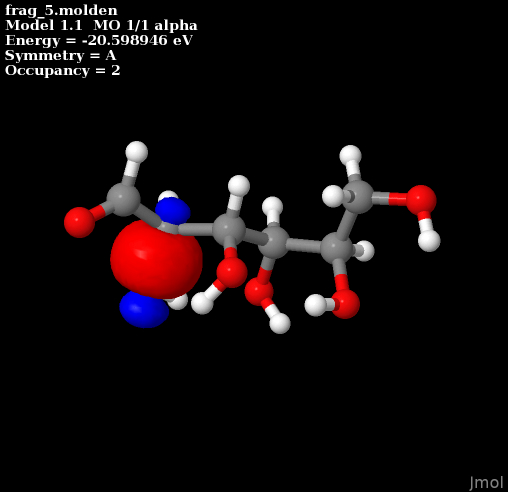 frag_5.molden
Model 1.1  MO 1/1 alpha
Energy = -20.598946 eV
Symmetry = A
Occupancy = 2
Jmol